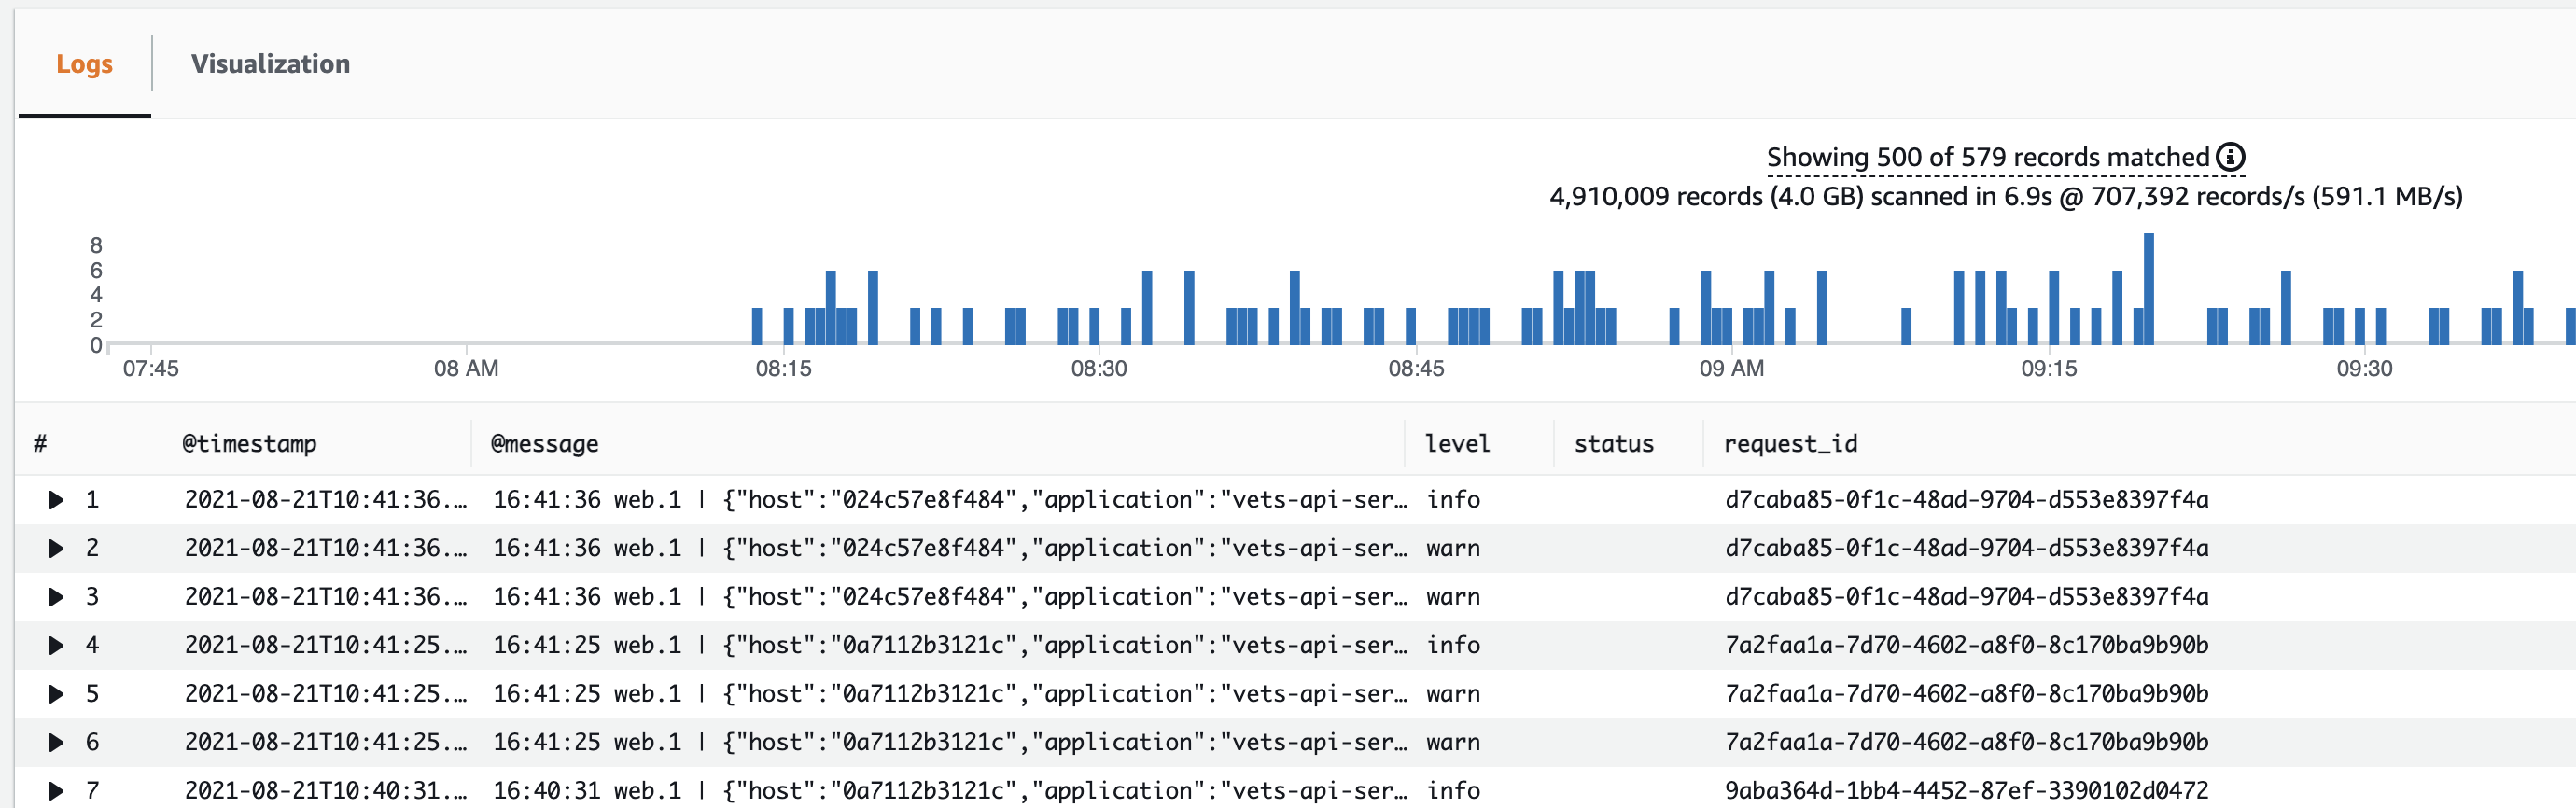 Logs Visualization
Showing 500 of 579 records matched
4,910,009 records (4.0 GB) scanned in 6.9s @ 707,392 records/s (591.1 MB/s)
8
6
4
2
0
07:45 08 AM 08:15 08:30 08:45 09 AM 09:15 09:30
# @timestamp @message level status request_id
1 2021-08-21T10:41:36.… 16:41:36 web.1 | {"host":"024c57e8f484","application":"vets-api-ser… info d7caba85-0f1c-48ad-9704-d553e8397f4a
2 2021-08-21T10:41:36.… 16:41:36 web.1 | {"host":"024c57e8f484","application":"vets-api-ser… warn d7caba85-0f1c-48ad-9704-d553e8397f4a
3 2021-08-21T10:41:36.… 16:41:36 web.1 | {"host":"024c57e8f484","application":"vets-api-ser… warn d7caba85-0f1c-48ad-9704-d553e8397f4a
4 2021-08-21T10:41:25.… 16:41:25 web.1 | {"host":"0a7112b3121c","application":"vets-api-ser… info 7a2faa1a-7d70-4602-a8f0-8c170ba9b90b
5 2021-08-21T10:41:25.… 16:41:25 web.1 | {"host":"0a7112b3121c","application":"vets-api-ser… warn 7a2faa1a-7d70-4602-a8f0-8c170ba9b90b
6 2021-08-21T10:41:25.… 16:41:25 web.1 | {"host":"0a7112b3121c","application":"vets-api-ser… warn 7a2faa1a-7d70-4602-a8f0-8c170ba9b90b
7 2021-08-21T10:40:31.… 16:40:31 web.1 | {"host":"0a7112b3121c","application":"vets-api-ser… info 9aba364d-1bb4-4452-87ef-3390102d0472